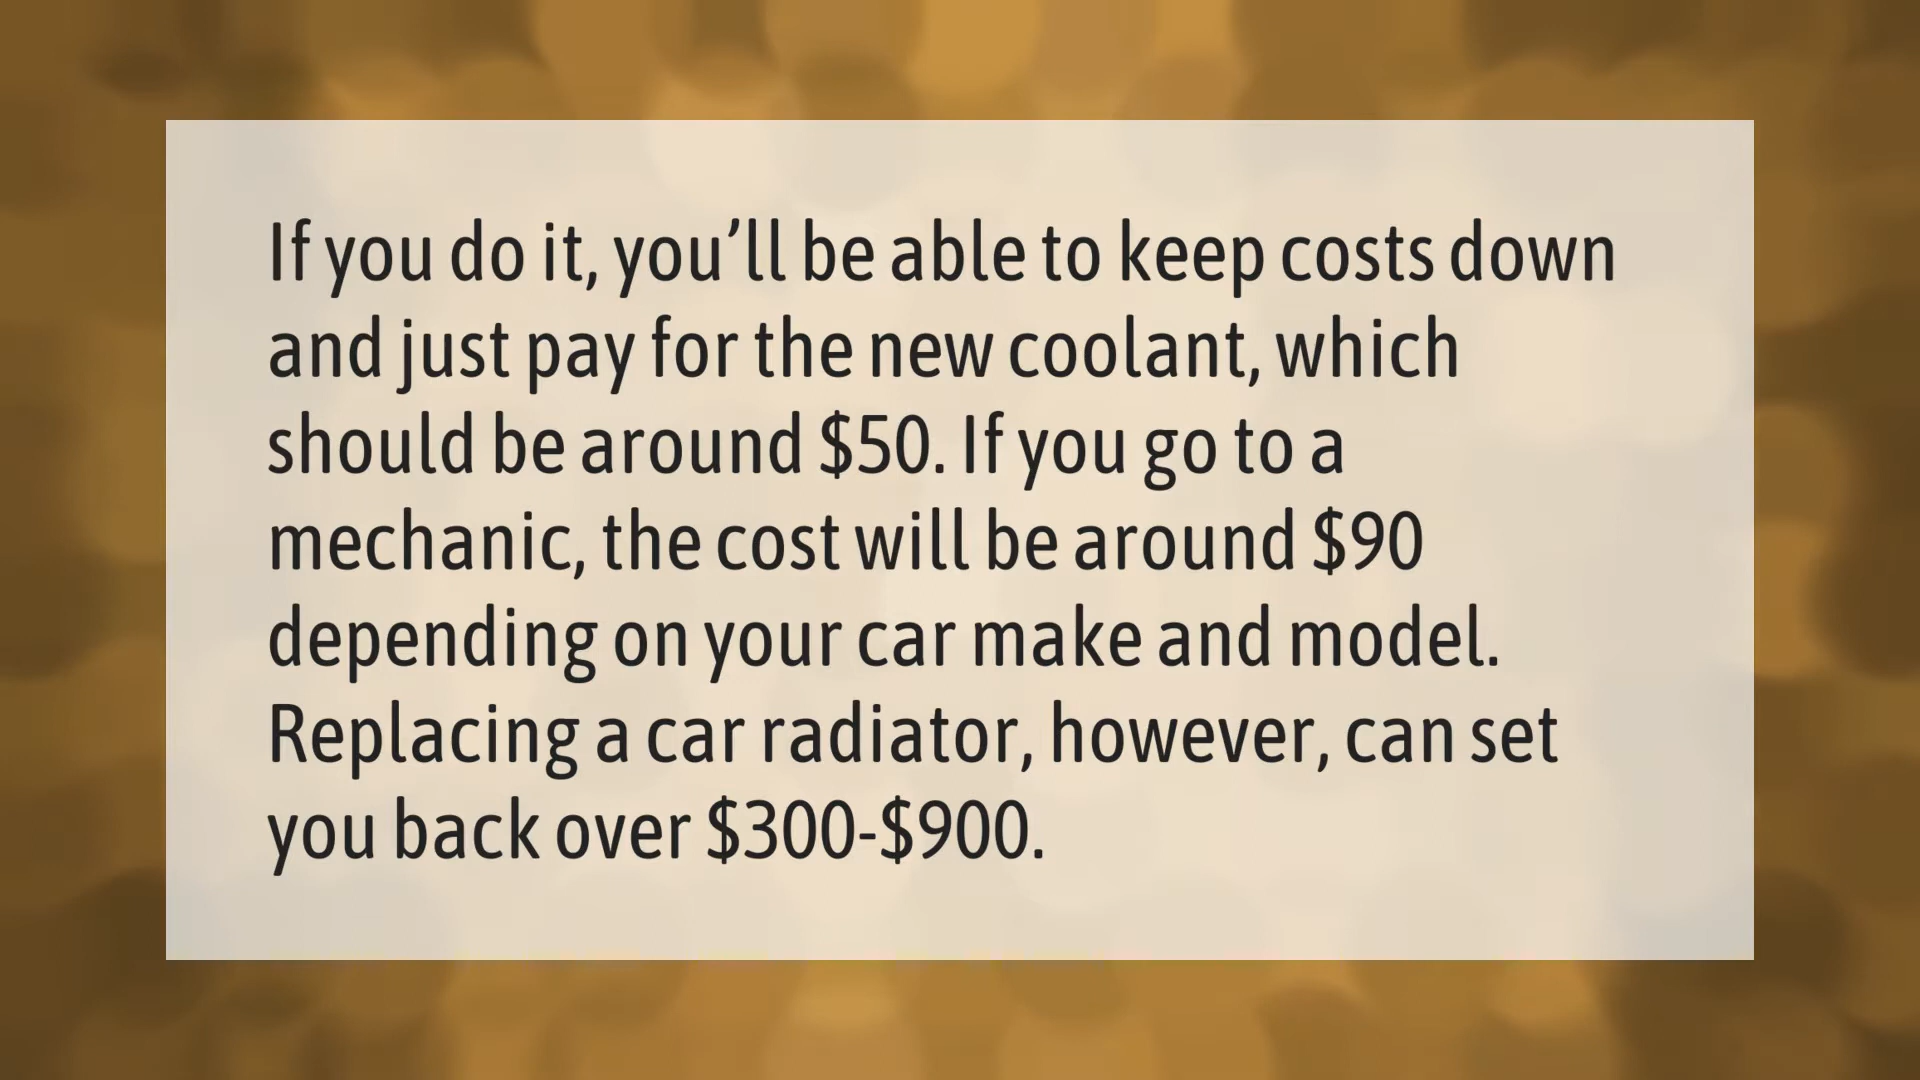 If you do it, you’ll be able to keep costs down
and just pay for the new coolant, which
should be around $50. If you go to a
mechanic, the cost will be around $90
depending on your car make and model.
Replacing a car radiator, however, can set
you back over $300-$900.